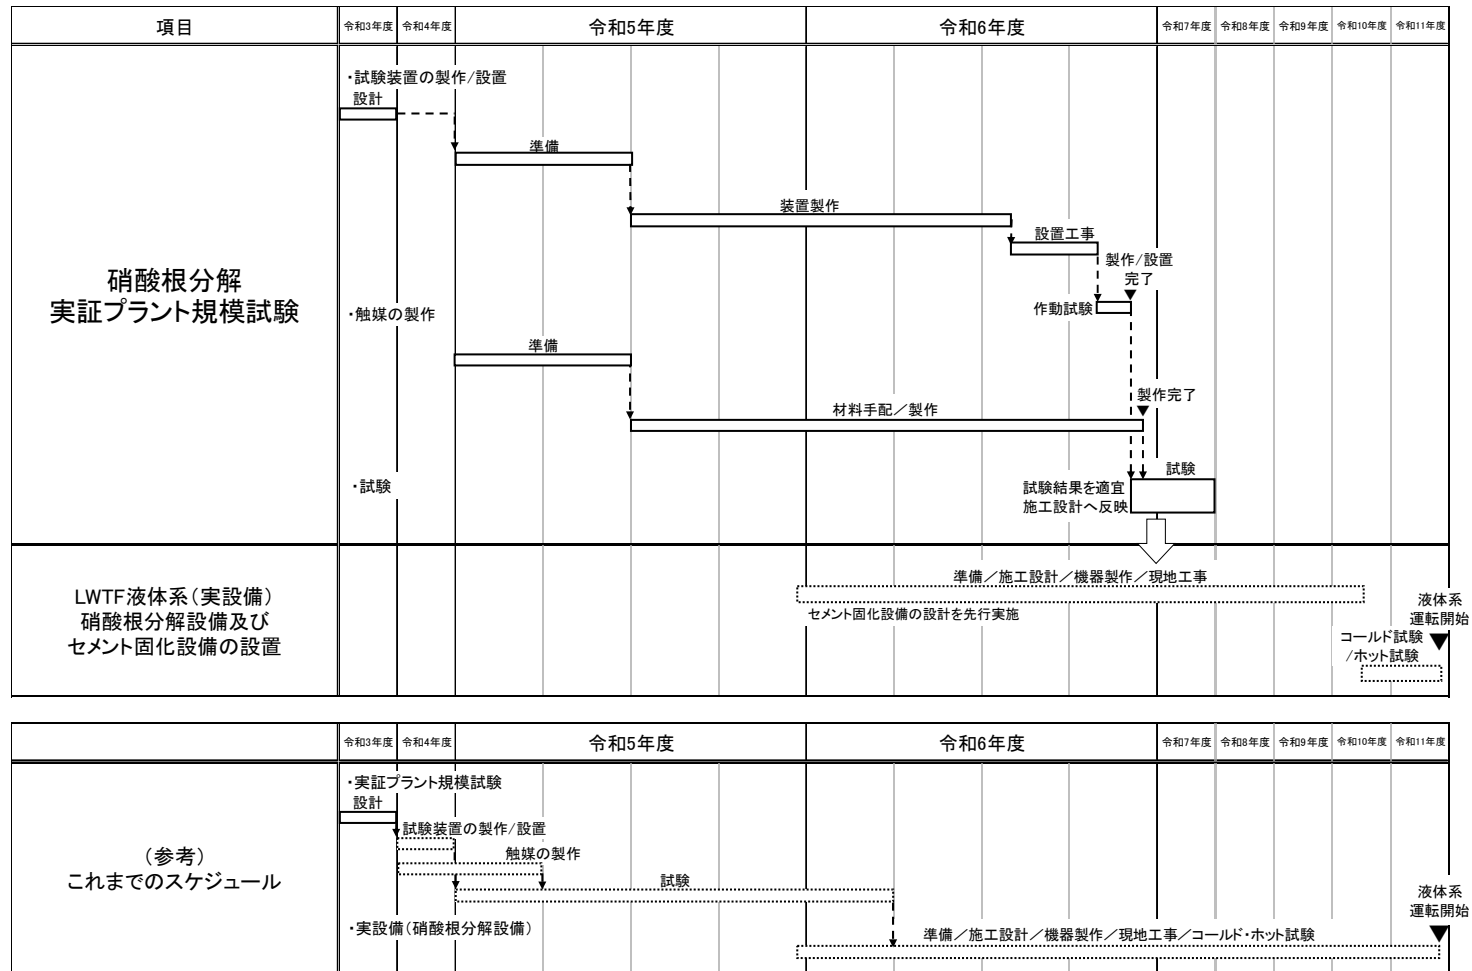 項目
令和3年度 令和4年度 令和5年度 令和6年度 令和7年度 令和8年度 令和9年度 令和10年度 令和11年度
硝酸根分解
実証プラント規模試験
・試験装置の製作/設置
設計
準備
装置製作
設置工事
製作/設置
完了
作動試験
・触媒の製作
準備
製作完了
材料手配／製作
・試験
試験
試験結果を適宜
施工設計へ反映
LWTF液体系（実設備）
硝酸根分解設備及び
セメント固化設備の設置
準備／施工設計／機器製作／現地工事
セメント固化設備の設計を先行実施
液体系
運転開始
コールド試験
/ホット試験
令和3年度 令和4年度 令和5年度 令和6年度 令和7年度 令和8年度 令和9年度 令和10年度 令和11年度
（参考）
これまでのスケジュール
・実証プラント規模試験
設計
試験装置の製作/設置
触媒の製作
試験
・実設備（硝酸根分解設備）
準備／施工設計／機器製作／現地工事／コールド・ホット試験
液体系
運転開始